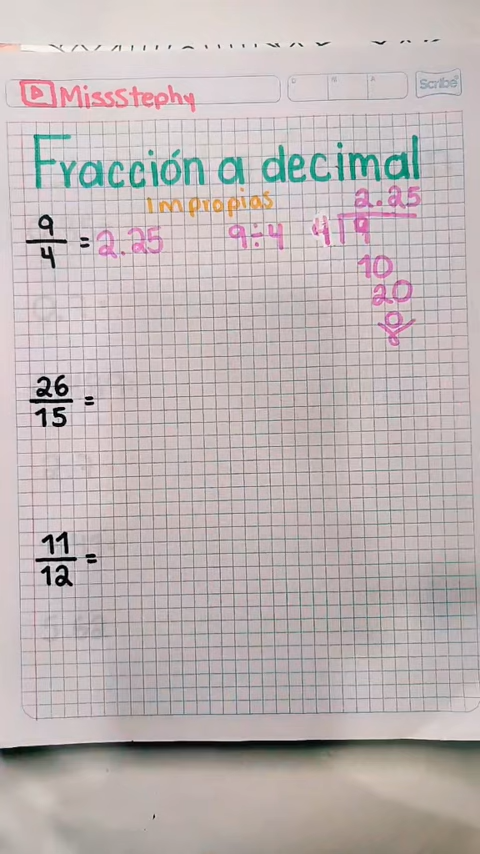 MissStephy
Scribe
Fracción a decimal
Impropias
9/4 = 2.25
9÷4
2.25
4 9
10
20
0
26/15 =
11/12 =